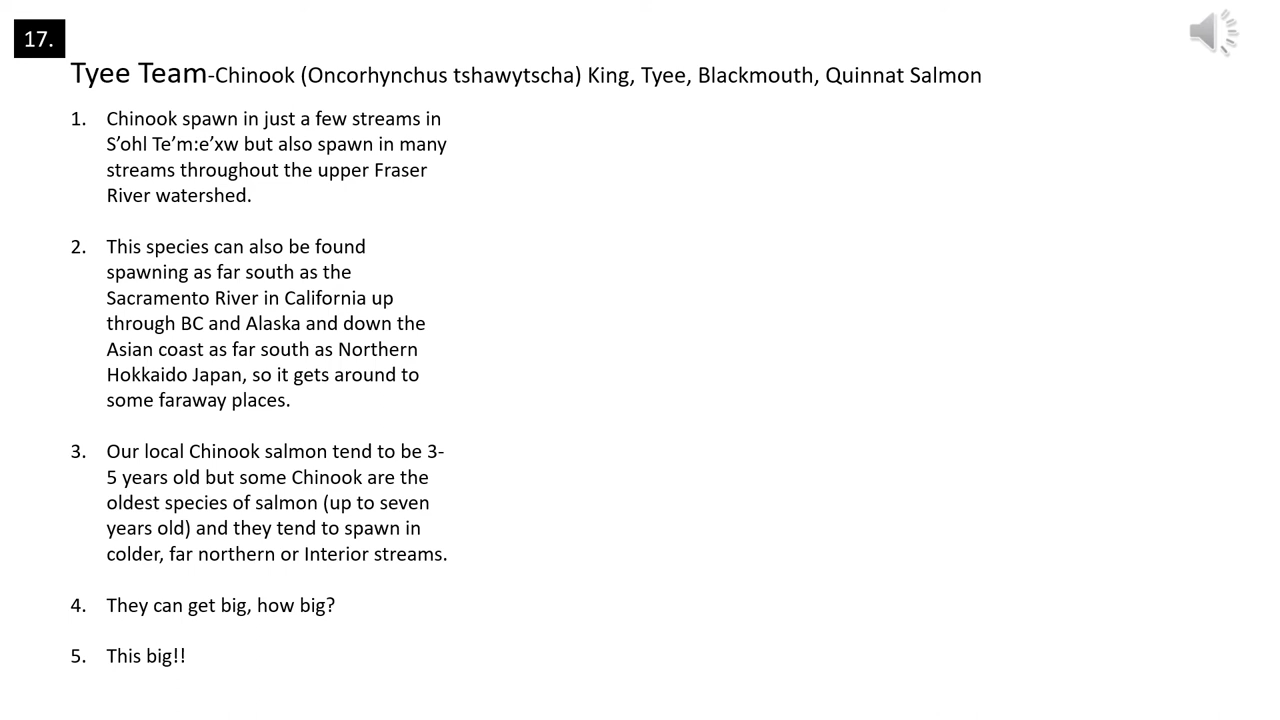 17.
Tyee Team-Chinook (Oncorhynchus tshawytscha) King, Tyee, Blackmouth, Quinnat Salmon
1. Chinook spawn in just a few streams in
S’ohl Te’m:e’xw but also spawn in many
streams throughout the upper Fraser
River watershed.
2. This species can also be found
spawning as far south as the
Sacramento River in California up
through BC and Alaska and down the
Asian coast as far south as Northern
Hokkaido Japan, so it gets around to
some faraway places.
3. Our local Chinook salmon tend to be 3-
5 years old but some Chinook are the
oldest species of salmon (up to seven
years old) and they tend to spawn in
colder, far northern or Interior streams.
4. They can get big, how big?
5. This big!!